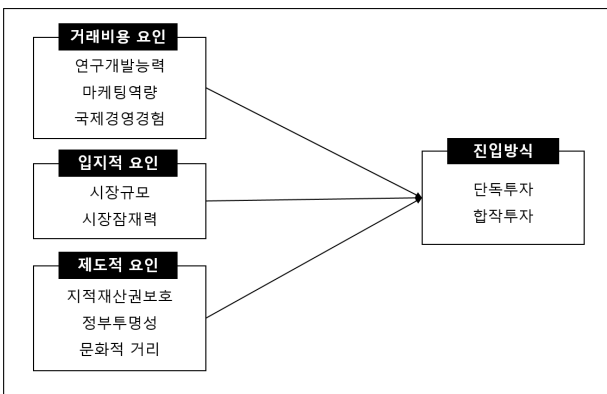 거래비용 요인
연구개발능력
마케팅역량
국제경영경험
입지적 요인
시장규모
시장잠재력
제도적 요인
지적재산권보호
정부투명성
문화적 거리
진입방식
단독투자
합작투자